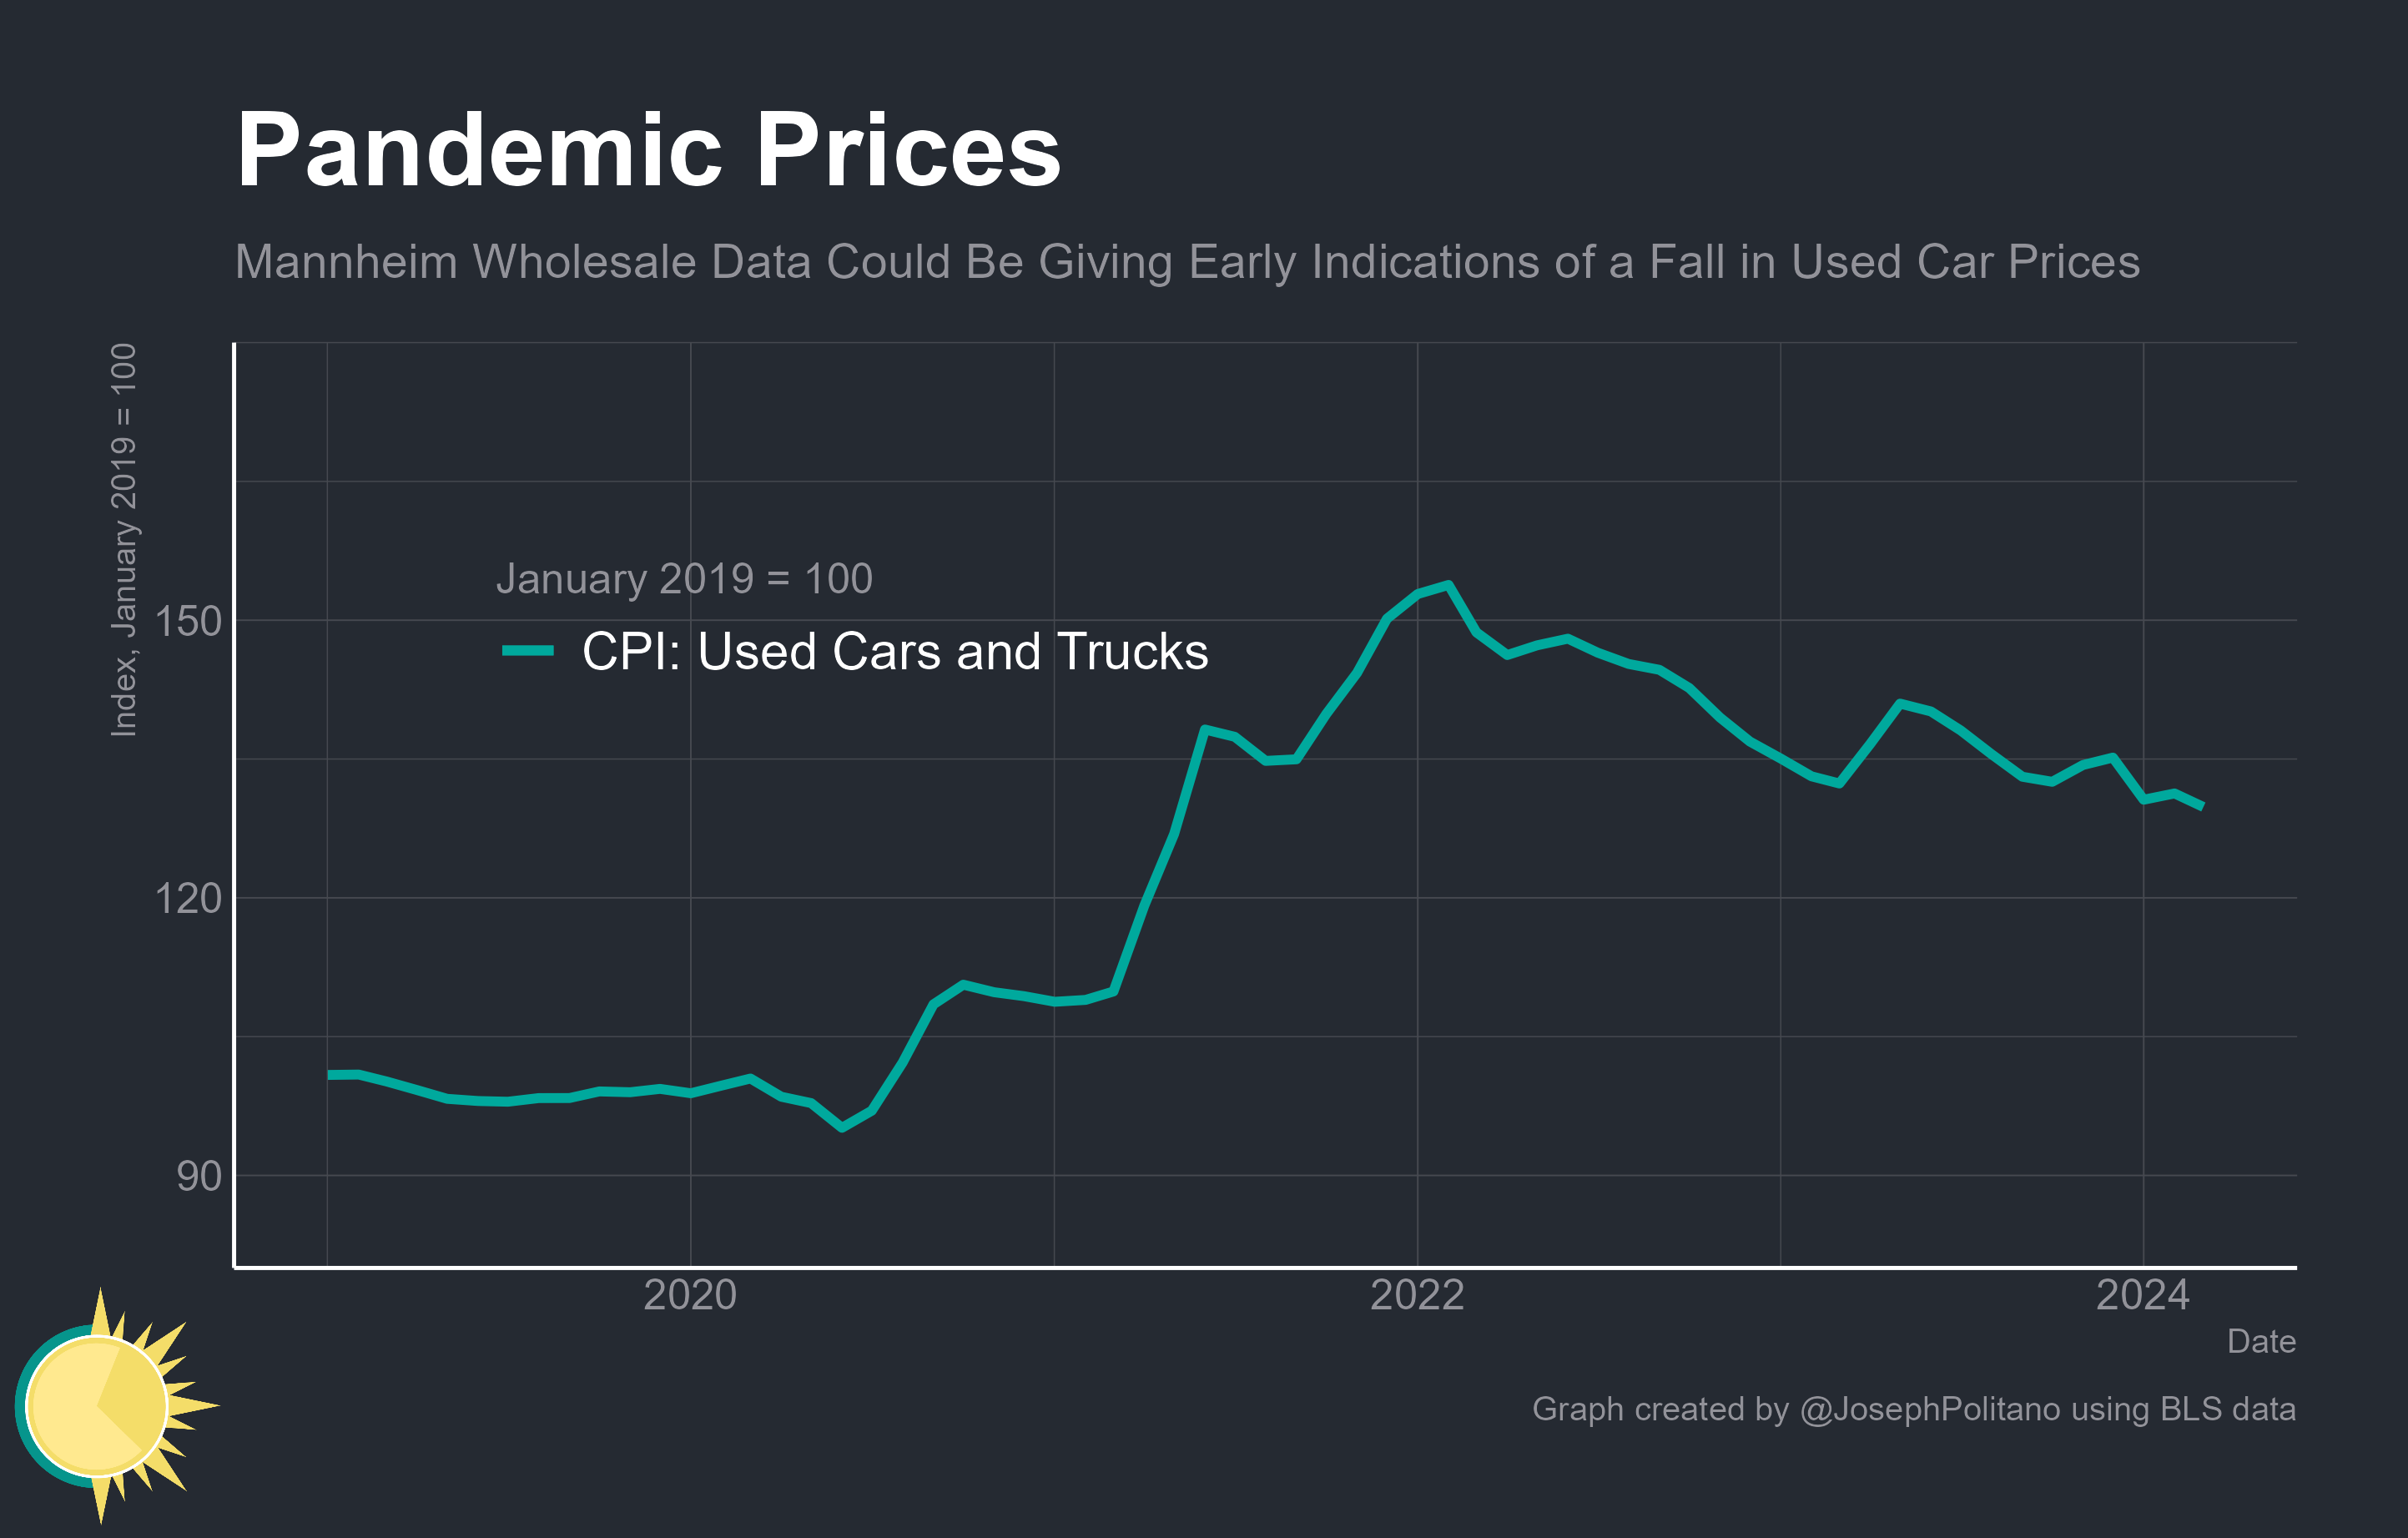 Pandemic Prices
Mannheim Wholesale Data Could Be Giving Early Indications of a Fall in Used Car Prices
Index, January 2019 = 100
January 2019 = 100
CPI: Used Cars and Trucks
150
120
90
2020
2022
2024
Date
Graph created by @JosephPolitano using BLS data